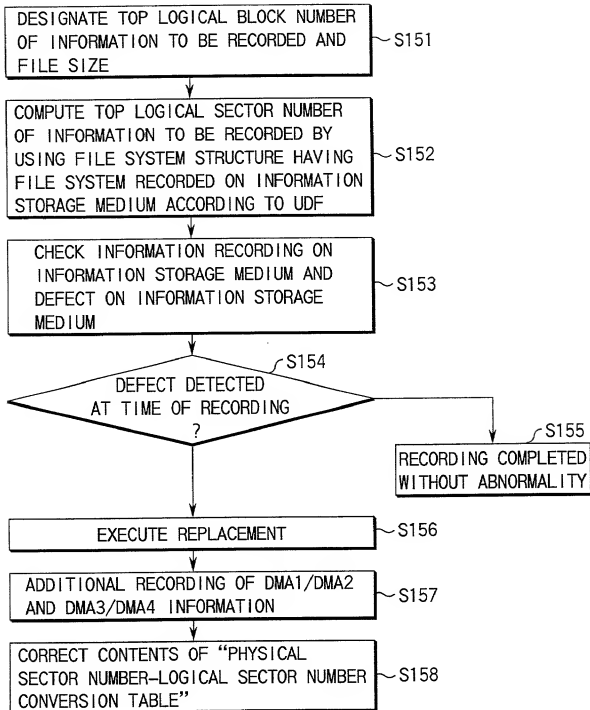 DESIGNATE TOP LOGICAL BLOCK NUMBER
OF INFORMATION TO BE RECORDED AND
FILE SIZE
S151
COMPUTE TOP LOGICAL SECTOR NUMBER
OF INFORMATION TO BE RECORDED BY
USING FILE SYSTEM STRUCTURE HAVING
FILE SYSTEM RECORDED ON INFORMATION
STORAGE MEDIUM ACCORDING TO UDF
S152
CHECK INFORMATION RECORDING ON
INFORMATION STORAGE MEDIUM AND
DEFECT ON INFORMATION STORAGE
MEDIUM
S153
S154
DEFECT DETECTED
AT TIME OF RECORDING
?
S155
RECORDING COMPLETED
WITHOUT ABNORMALITY
EXECUTE REPLACEMENT
S156
ADDITIONAL RECORDING OF DMA1/DMA2
AND DMA3/DMA4 INFORMATION
S157
CORRECT CONTENTS OF “PHYSICAL
SECTOR NUMBER-LOGICAL SECTOR NUMBER
CONVERSION TABLE”
S158